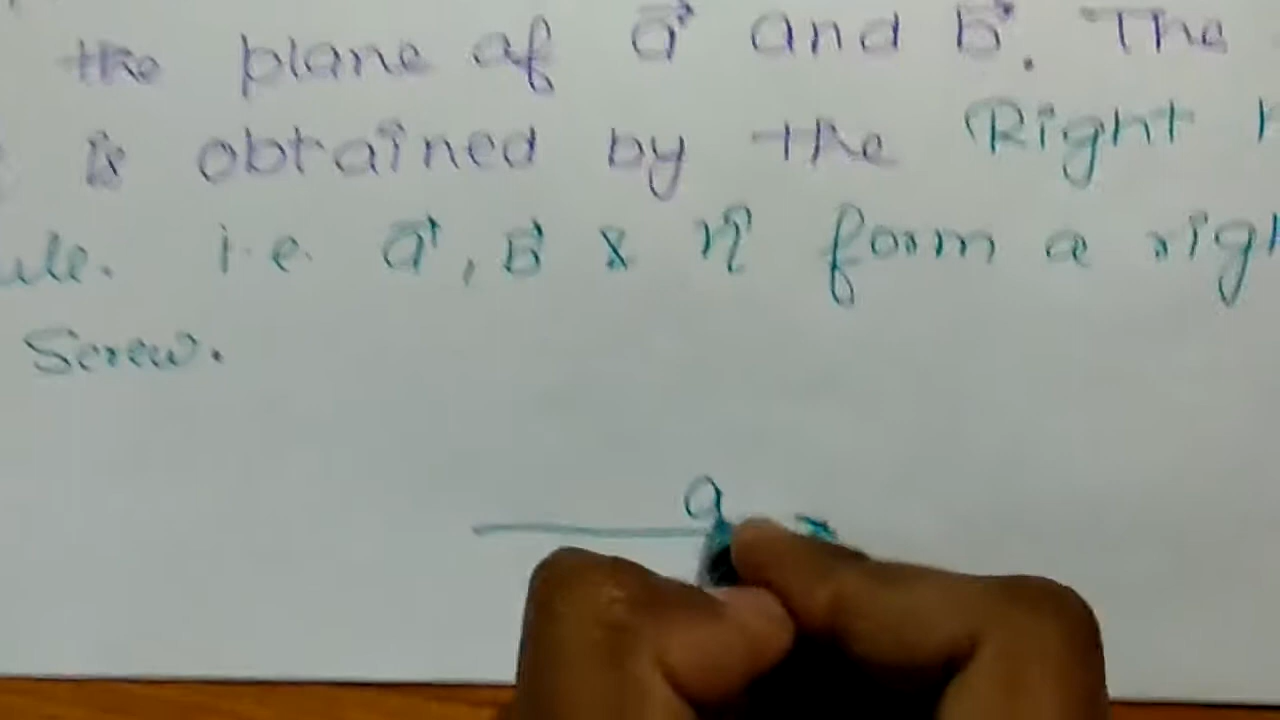 the plane of a⃗ and b⃗. The
is obtained by the Right
ule. i.e. a⃗, b⃗ & η form a righ
Screw.
a